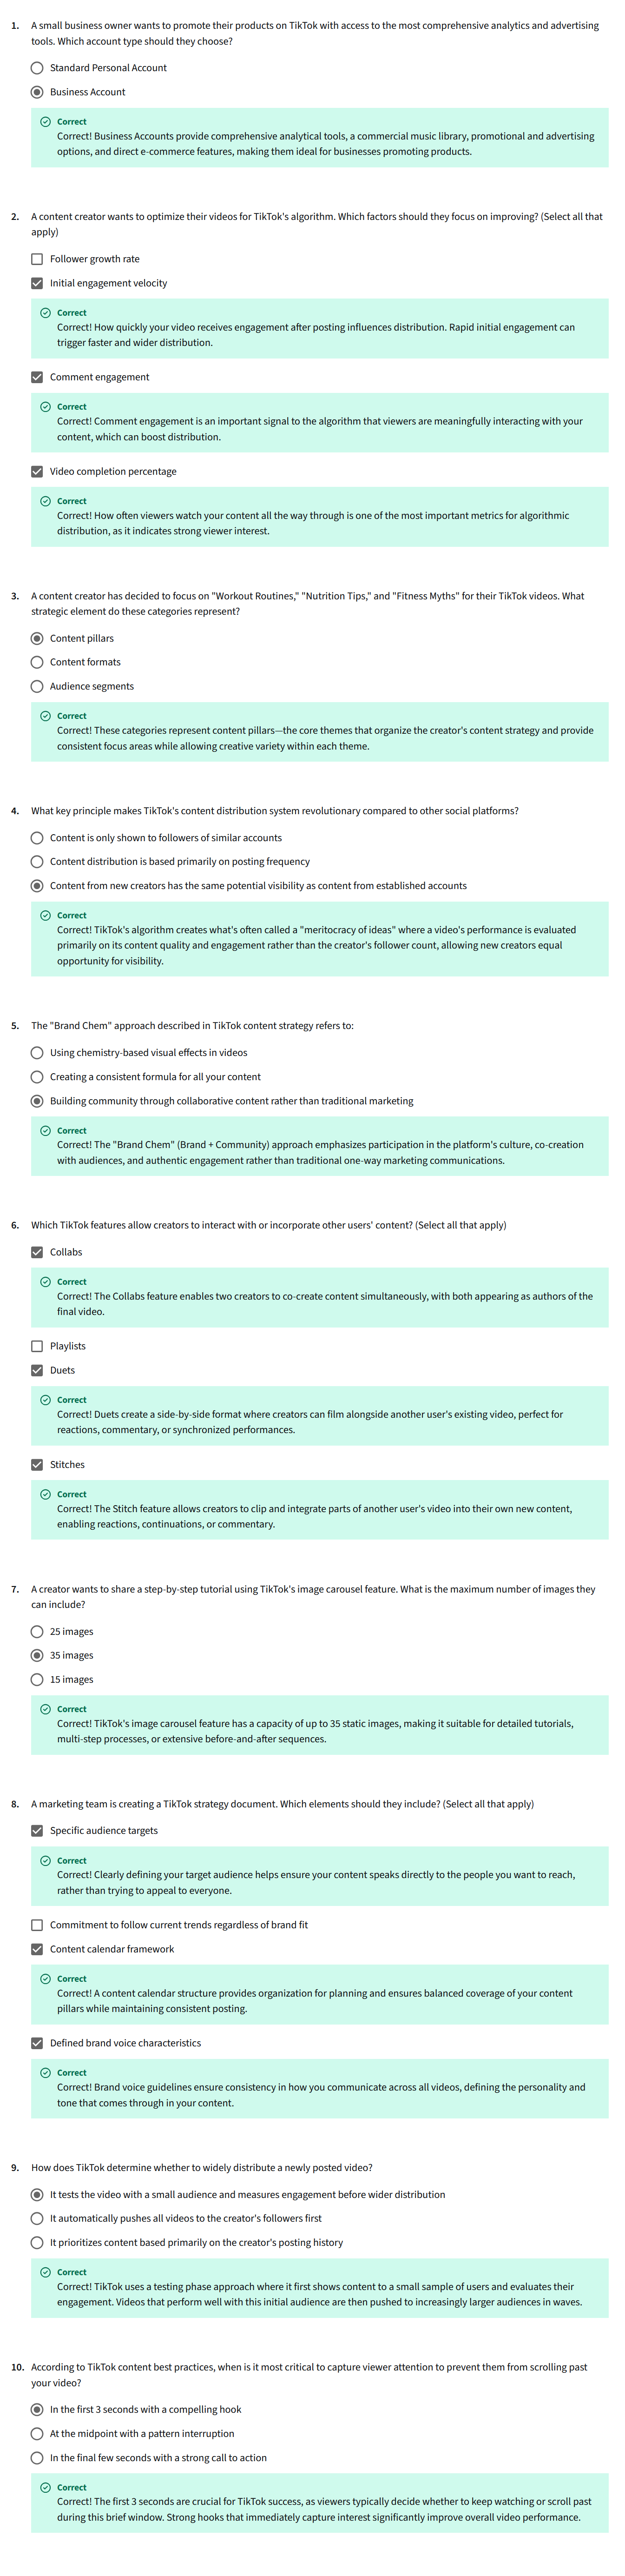 1. A small business owner wants to promote their products on TikTok with access to the most comprehensive analytics and advertising
tools. Which account type should they choose?
Standard Personal Account
Business Account
Correct
Correct! Business Accounts provide comprehensive analytical tools, a commercial music library, promotional and advertising
options, and direct e-commerce features, making them ideal for businesses promoting products.
2. A content creator wants to optimize their videos for TikTok's algorithm. Which factors should they focus on improving? (Select all that
apply)
Follower growth rate
Initial engagement velocity
Correct
Correct! How quickly your video receives engagement after posting influences distribution. Rapid initial engagement can
trigger faster and wider distribution.
Comment engagement
Correct
Correct! Comment engagement is an important signal to the algorithm that viewers are meaningfully interacting with your
content, which can boost distribution.
Video completion percentage
Correct
Correct! How often viewers watch your content all the way through is one of the most important metrics for algorithmic
distribution, as it indicates strong viewer interest.
3. A content creator has decided to focus on "Workout Routines," "Nutrition Tips," and "Fitness Myths" for their TikTok videos. What
strategic element do these categories represent?
Content pillars
Content formats
Audience segments
Correct
Correct! These categories represent content pillars—the core themes that organize the creator's content strategy and provide
consistent focus areas while allowing creative variety within each theme.
4. What key principle makes TikTok's content distribution system revolutionary compared to other social platforms?
Content is only shown to followers of similar accounts
Content distribution is based primarily on posting frequency
Content from new creators has the same potential visibility as content from established accounts
Correct
Correct! TikTok's algorithm creates what's often called a "meritocracy of ideas" where a video's performance is evaluated
primarily on its content quality and engagement rather than the creator's follower count, allowing new creators equal
opportunity for visibility.
5. The "Brand Chem" approach described in TikTok content strategy refers to:
Using chemistry-based visual effects in videos
Creating a consistent formula for all your content
Building community through collaborative content rather than traditional marketing
Correct
Correct! The "Brand Chem" (Brand + Community) approach emphasizes participation in the platform's culture, co-creation
with audiences, and authentic engagement rather than traditional one-way marketing communications.
6. Which TikTok features allow creators to interact with or incorporate other users' content? (Select all that apply)
Collabs
Correct
Correct! The Collabs feature enables two creators to co-create content simultaneously, with both appearing as authors of the
final video.
Playlists
Duets
Correct
Correct! Duets create a side-by-side format where creators can film alongside another user's existing video, perfect for
reactions, commentary, or synchronized performances.
Stitches
Correct
Correct! The Stitch feature allows creators to clip and integrate parts of another user's video into their own new content,
enabling reactions, continuations, or commentary.
7. A creator wants to share a step-by-step tutorial using TikTok's image carousel feature. What is the maximum number of images they
can include?
25 images
35 images
15 images
Correct
Correct! TikTok's image carousel feature has a capacity of up to 35 static images, making it suitable for detailed tutorials,
multi-step processes, or extensive before-and-after sequences.
8. A marketing team is creating a TikTok strategy document. Which elements should they include? (Select all that apply)
Specific audience targets
Correct
Correct! Clearly defining your target audience helps ensure your content speaks directly to the people you want to reach,
rather than trying to appeal to everyone.
Commitment to follow current trends regardless of brand fit
Content calendar framework
Correct
Correct! A content calendar structure provides organization for planning and ensures balanced coverage of your content
pillars while maintaining consistent posting.
Defined brand voice characteristics
Correct
Correct! Brand voice guidelines ensure consistency in how you communicate across all videos, defining the personality and
tone that comes through in your content.
9. How does TikTok determine whether to widely distribute a newly posted video?
It tests the video with a small audience and measures engagement before wider distribution
It automatically pushes all videos to the creator's followers first
It prioritizes content based primarily on the creator's posting history
Correct
Correct! TikTok uses a testing phase approach where it first shows content to a small sample of users and evaluates their
engagement. Videos that perform well with this initial audience are then pushed to increasingly larger audiences in waves.
10. According to TikTok content best practices, when is it most critical to capture viewer attention to prevent them from scrolling past
your video?
In the first 3 seconds with a compelling hook
At the midpoint with a pattern interruption
In the final few seconds with a strong call to action
Correct
Correct! The first 3 seconds are crucial for TikTok success, as viewers typically decide whether to keep watching or scroll past
during this brief window. Strong hooks that immediately capture interest significantly improve overall video performance.